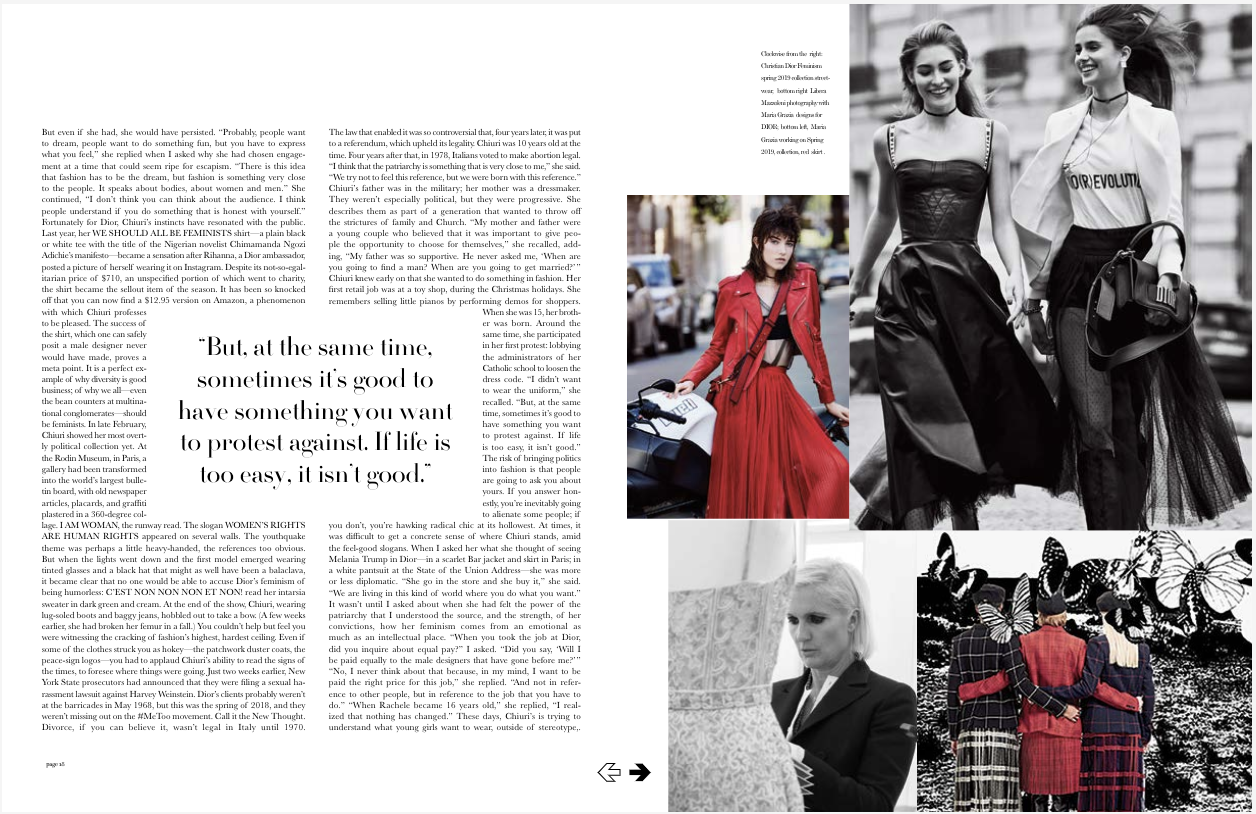 But even if she had, she would have persisted. “Probably, people want
to dream, people want to do something fun, but you have to express
what you feel,” she replied when I asked why she had chosen engage-
ment at a time that could seem ripe for escapism. “There is this idea
that fashion has to be the dream, but fashion is something very close
to the people. It speaks about bodies, about women and men.” She
continued, “I don’t think you can think about the audience. I think
people understand if you do something that is honest with yourself.”
Fortunately for Dior, Chiuri’s instincts have resonated with the public.
Last year, her WE SHOULD ALL BE FEMINISTS shirt—a plain black
or white tee with the title of the Nigerian novelist Chimamanda Ngozi
Adichie’s manifesto—became a sensation after Rihanna, a Dior ambassador,
posted a picture of herself wearing it on Instagram. Despite its not-so-egal-
itarian price of $710, an unspecified portion of which went to charity,
the shirt became the sellout item of the season. It has been so knocked
off that you can now find a $12.95 version on Amazon, a phenomenon
with which Chiuri professes
to be pleased. The success of
the shirt, which one can safely
posit a male designer never
would have made, proves a
meta point. It is a perfect ex-
ample of why diversity is good
business; of why we all—even
the bean counters at multina-
tional conglomerates—should
be feminists. In late February,
Chiuri showed her most overt-
ly political collection yet. At
the Rodin Museum, in Paris, a
gallery had been transformed
into the world’s largest bulle-
tin board, with old newspaper
articles, placards, and graffiti
plastered in a 360-degree col-
lage. I AM WOMAN, the runway read. The slogan WOMEN’S RIGHTS
ARE HUMAN RIGHTS appeared on several walls. The youthquake
theme was perhaps a little heavy-handed, the references too obvious.
But when the lights went down and the first model emerged wearing
tinted glasses and a black hat that might as well have been a balaclava,
it became clear that no one would be able to accuse Dior’s feminism of
being humorless: C’EST NON NON NON ET NON! read her intarsia
sweater in dark green and cream. At the end of the show, Chiuri, wearing
lug-soled boots and baggy jeans, hobbled out to take a bow. (A few weeks
earlier, she had broken her femur in a fall.) You couldn’t help but feel you
were witnessing the cracking of fashion’s highest, hardest ceiling. Even if
some of the clothes struck you as hokey—the patchwork duster coats, the
peace-sign logos—you had to applaud Chiuri’s ability to read the signs of
the times, to foresee where things were going. Just two weeks earlier, New
York State prosecutors had announced that they were filing a sexual ha-
rassment lawsuit against Harvey Weinstein. Dior’s clients probably weren’t
at the barricades in May 1968, but this was the spring of 2018, and they
weren’t missing out on the #MeToo movement. Call it the New Thought.
Divorce, if you can believe it, wasn’t legal in Italy until 1970.
The law that enabled it was so controversial that, four years later, it was put
to a referendum, which upheld its legality. Chiuri was 10 years old at the
time. Four years after that, in 1978, Italians voted to make abortion legal.
“I think that the patriarchy is something that is very close to me,” she said.
“We try not to feel this reference, but we were born with this reference.”
Chiuri’s father was in the military; her mother was a dressmaker.
They weren’t especially political, but they were progressive. She
describes them as part of a generation that wanted to throw off
the strictures of family and Church. “My mother and father were
a young couple who believed that it was important to give peo-
ple the opportunity to choose for themselves,” she recalled, add-
ing, “My father was so supportive. He never asked me, ‘When are
you going to find a man? When are you going to get married?’”
Chiuri knew early on that she wanted to do something in fashion. Her
first retail job was at a toy shop, during the Christmas holidays. She
remembers selling little pianos by performing demos for shoppers.
When she was 15, her broth-
er was born. Around the
same time, she participated
in her first protest: lobbying
the administrators of her
Catholic school to loosen the
dress code. “I didn’t want
to wear the uniform,” she
recalled. “But, at the same
time, sometimes it’s good to
have something you want
to protest against. If life
is too easy, it isn’t good.”
The risk of bringing politics
into fashion is that people
are going to ask you about
yours. If you answer hon-
estly, you’re inevitably going
to alienate some people; if
you don’t, you’re hawking radical chic at its hollowest. At times, it
was difficult to get a concrete sense of where Chiuri stands, amid
the feel-good slogans. When I asked her what she thought of seeing
Melania Trump in Dior—in a scarlet Bar jacket and skirt in Paris; in
a white pantsuit at the State of the Union Address—she was more
or less diplomatic. “She go in the store and she buy it,” she said.
“We are living in this kind of world where you do what you want.”
It wasn’t until I asked about when she had felt the power of the
patriarchy that I understood the source, and the strength, of her
convictions, how her feminism comes from an emotional as
much as an intellectual place. “When you took the job at Dior,
did you inquire about equal pay?” I asked. “Did you say, ‘Will I
be paid equally to the male designers that have gone before me?’”
“No, I never think about that because, in my mind, I want to be
paid the right price for this job,” she replied. “And not in refer-
ence to other people, but in reference to the job that you have to
do.” “When Rachele became 16 years old,” she replied, “I real-
ized that nothing has changed.” These days, Chiuri’s is trying to
understand what young girls want to wear, outside of stereotype,.
“But, at the same time,
sometimes it’s good to
have something you want
to protest against. If life is
too easy, it isn’t good.”
page 28
Clockwise from the right:
Christian Dior Feminism
spring 2019 collection street-
wear, bottom right Libera
Mazzoleni photography with
Maria Grazia designs for
DIOR; bottom left, Maria
Grazia working on Spring
2019, collection, red skirt.
(R)EVOLUTI